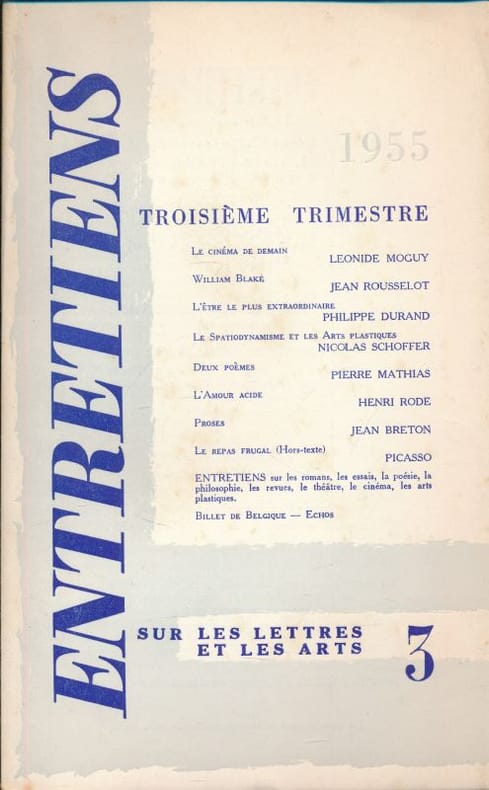 ENTRETIENS
1955
TROISIÈME TRIMESTRE
LE CINÉMA DE DEMAIN
LEONIDE MOGUY
WILLIAM BLAKE
JEAN ROUSSELOT
L'ÊTRE LE PLUS EXTRAORDINAIRE
PHILIPPE DURAND
LE SPATIODYNAMISME ET LES ARTS PLASTIQUES
NICOLAS SCHOFFER
DEUX POÈMES
PIERRE MATHIAS
L'AMOUR ACIDE
HENRI RODE
PROSES
JEAN BRETON
LE REPAS FRUGAL (Hors-texte)
PICASSO
ENTRETIENS sur les romans, les essais, la poésie, la
philosophie, les revues, le théâtre, le cinéma, les arts
plastiques.
BILLET DE BELGIQUE — ECHOS
SUR LES LETTRES
ET LES ARTS
3